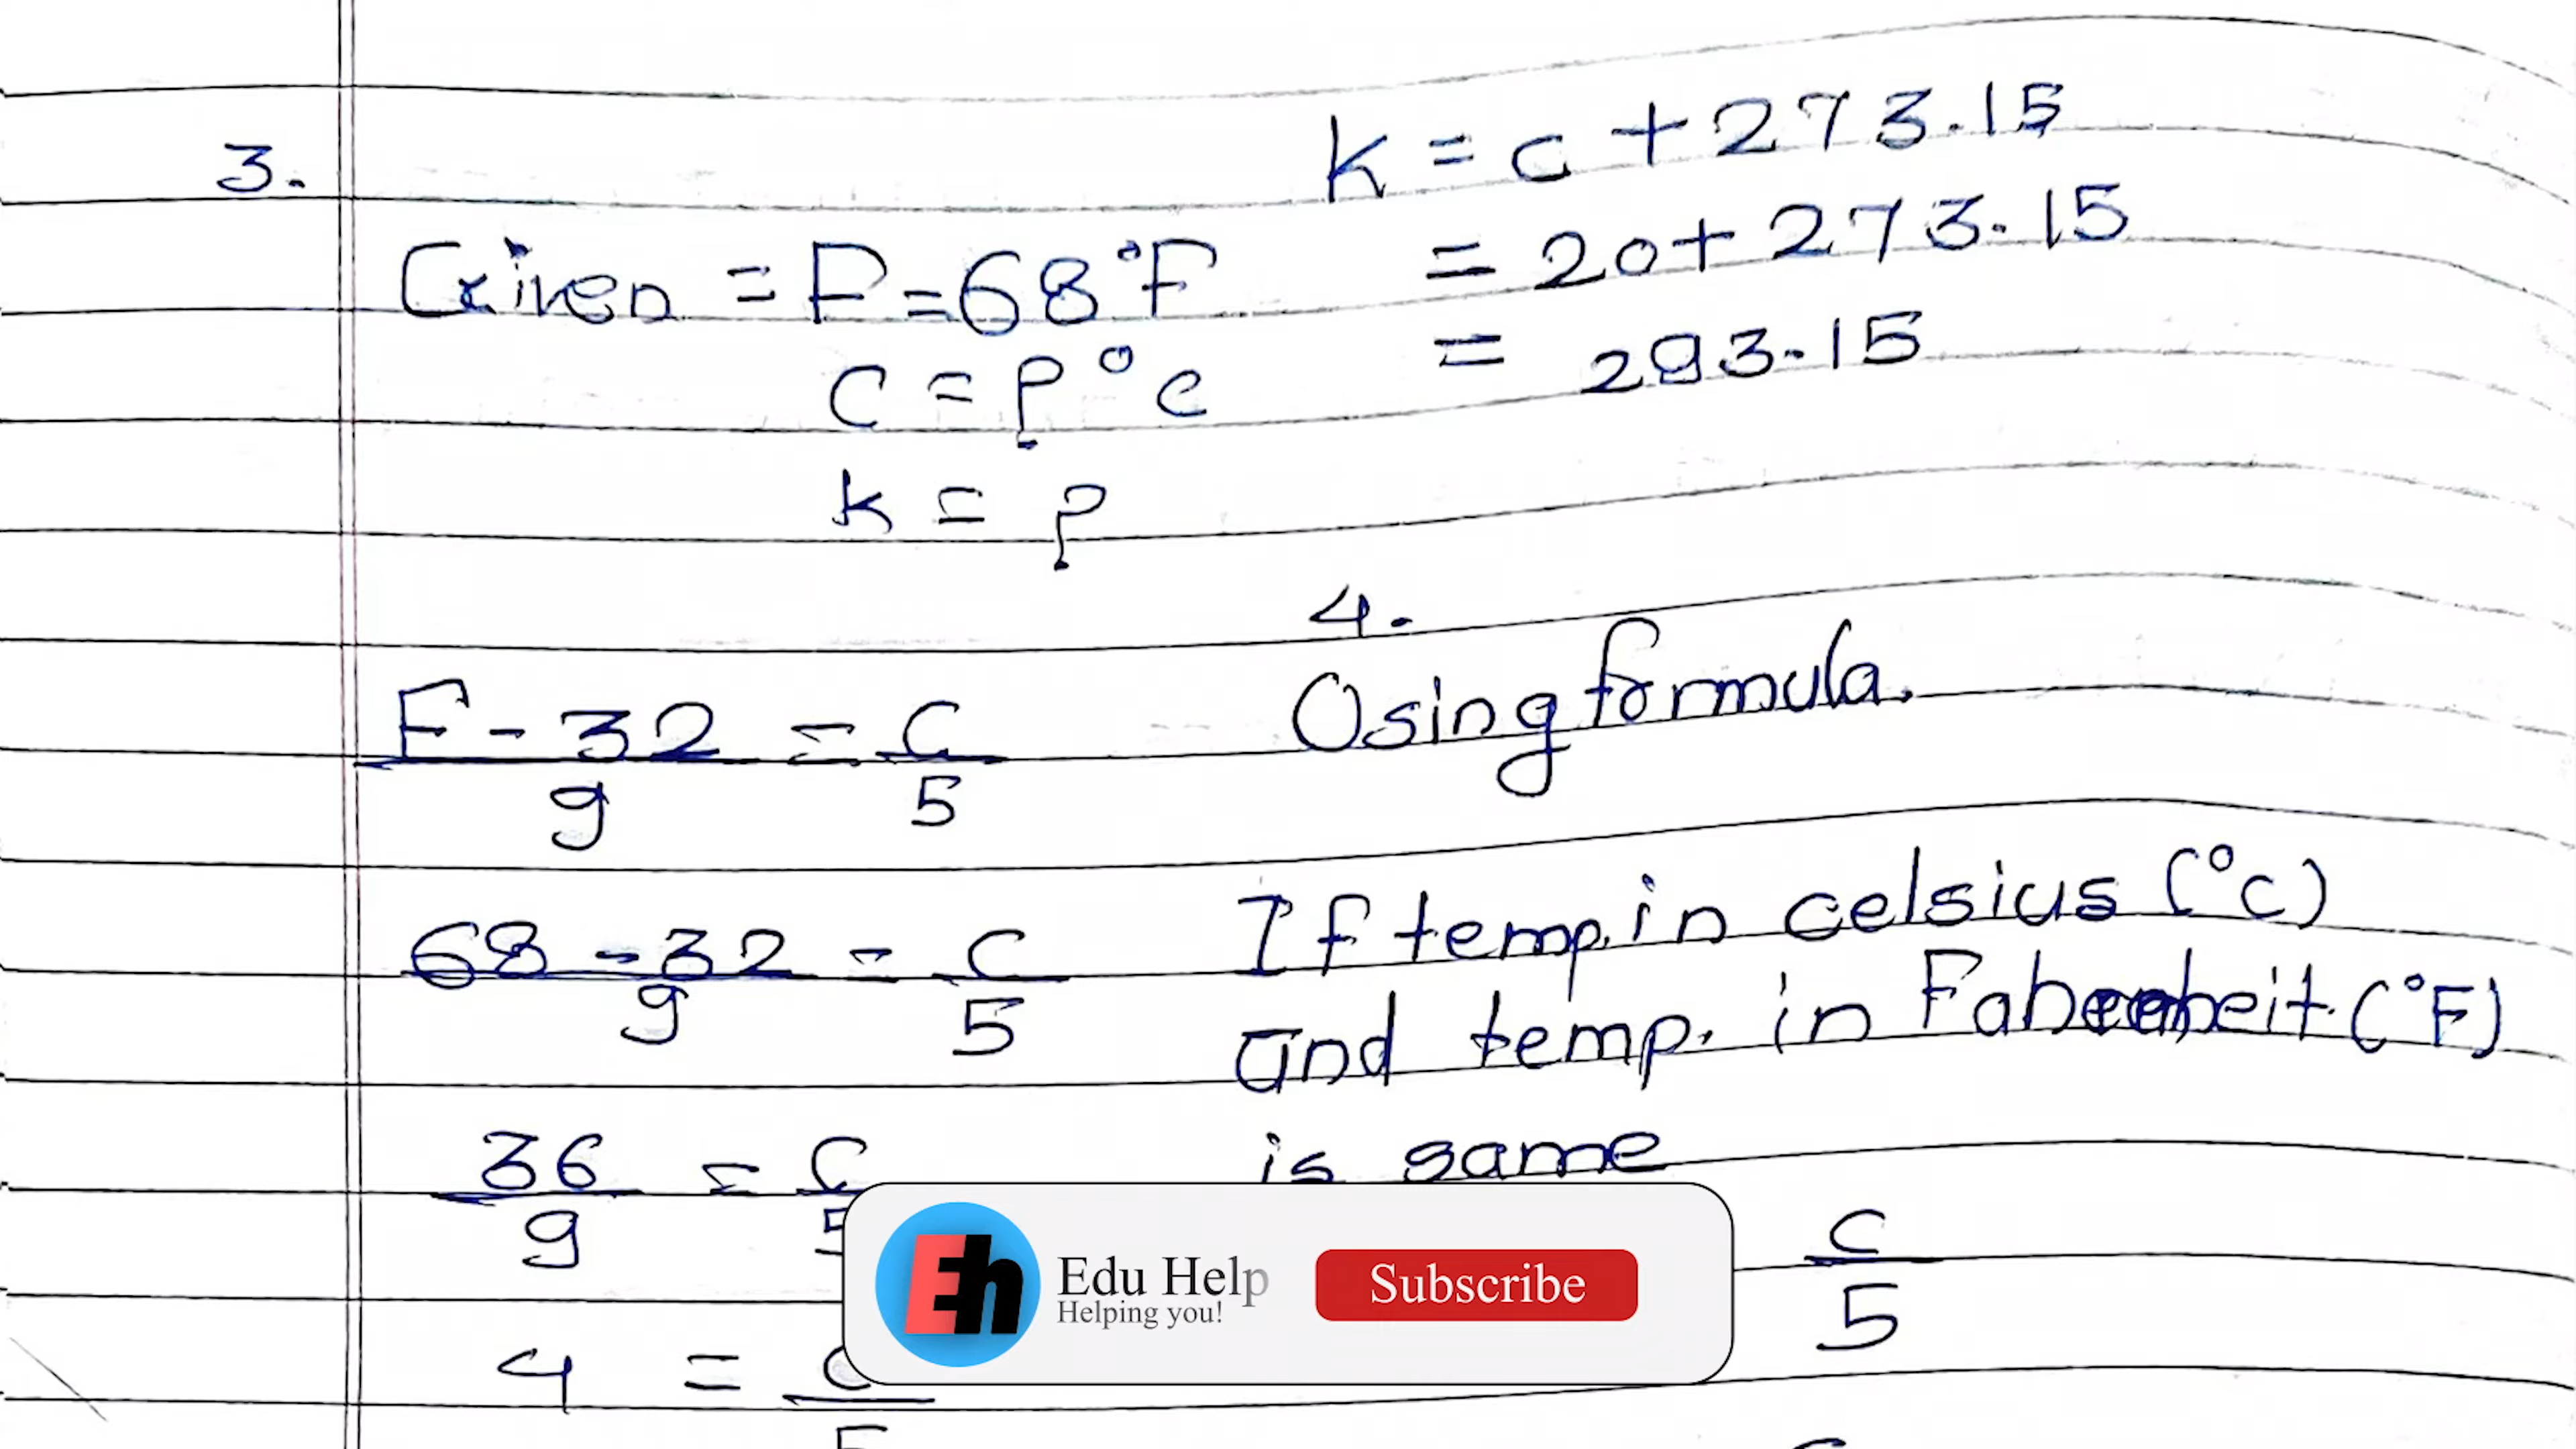 3.
Given = F = 68°F
C = ? °c
k = ?
F - 32 = C
9 5
68 - 32 = C
9 5
36 = C
9 5
4 = C
5
k = c + 273.15
= 20 + 273.15
= 293.15
4.
Using formula.
If temp. in celsius (°c)
and temp. in Fahrenheit (°F)
is same
C
5
Edu Help
Helping you!
Subscribe